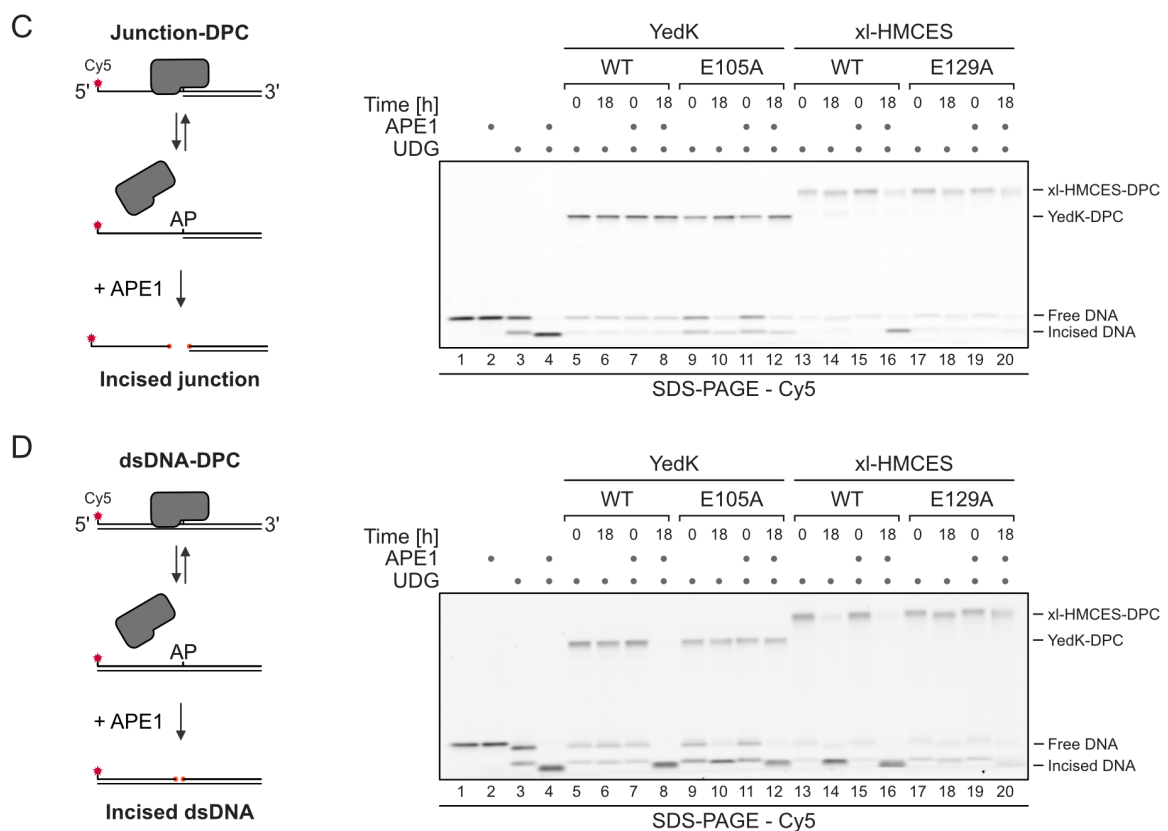 C
Junction-DPC
Cy5
5' 3'
AP
+ APE1
Incised junction
YedK xl-HMCES
WT E105A WT E129A
Time [h] 0 18 0 18 0 18 0 18 0 18 0 18 0 18 0 18
APE1
UDG
xl-HMCES-DPC
YedK-DPC
Free DNA
Incised DNA
1 2 3 4 5 6 7 8 9 10 11 12 13 14 15 16 17 18 19 20
SDS-PAGE - Cy5
D
dsDNA-DPC
Cy5
5' 3'
AP
+ APE1
Incised dsDNA
YedK xl-HMCES
WT E105A WT E129A
Time [h] 0 18 0 18 0 18 0 18 0 18 0 18 0 18 0 18
APE1
UDG
xl-HMCES-DPC
YedK-DPC
Free DNA
Incised DNA
1 2 3 4 5 6 7 8 9 10 11 12 13 14 15 16 17 18 19 20
SDS-PAGE - Cy5